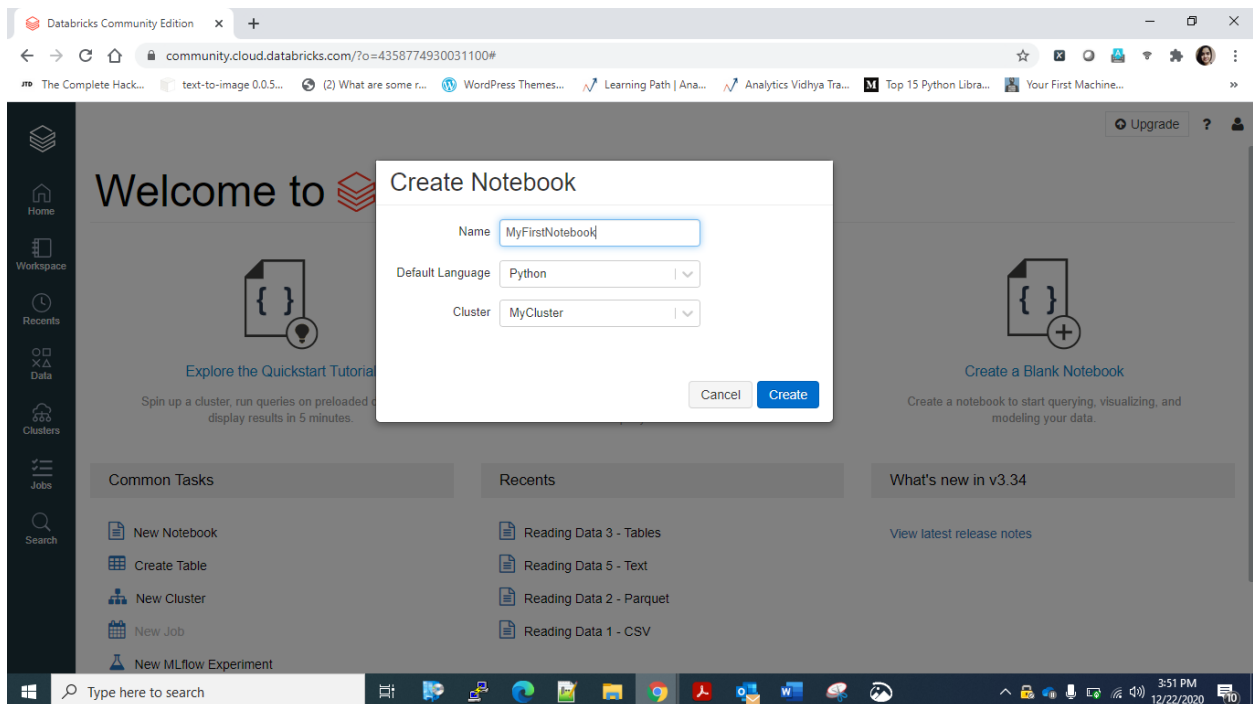 Databricks Community Edition
community.cloud.databricks.com/?o=4358774930031100#
The Complete Hack... text-to-image 0.0.5... (2) What are some r... WordPress Themes... Learning Path | Ana... Analytics Vidhya Tra... M Top 15 Python Libra... Your First Machine... »
Upgrade ?
Welcome to
Create Notebook
Name MyFirstNotebook
Default Language Python
Cluster MyCluster
Cancel Create
Home
Workspace
Recents
Data
Clusters
Jobs
Search
Explore the Quickstart Tutorial
Spin up a cluster, run queries on preloaded
display results in 5 minutes.
Create a Blank Notebook
Create a notebook to start querying, visualizing, and
modeling your data.
Common Tasks
New Notebook
Create Table
New Cluster
New Job
New MLflow Experiment
Recents
Reading Data 3 - Tables
Reading Data 5 - Text
Reading Data 2 - Parquet
Reading Data 1 - CSV
What's new in v3.34
View latest release notes
Type here to search
3:51 PM
12/22/2020